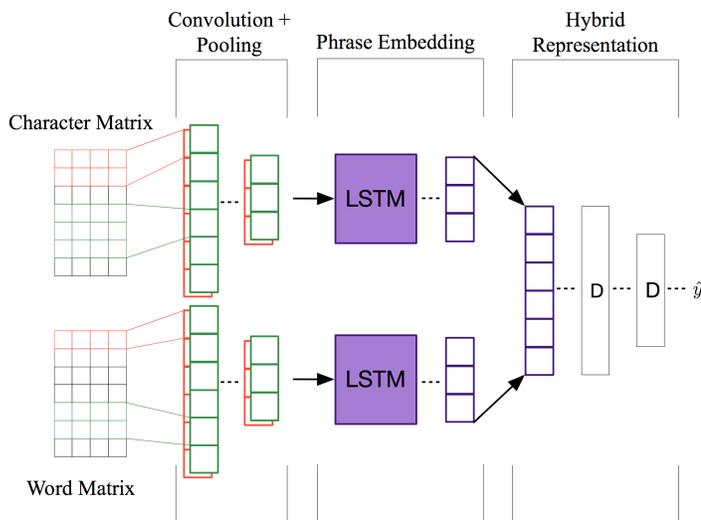 Convolution +
Pooling
Phrase Embedding
Hybrid
Representation
Character Matrix
LSTM
D
D
ŷ
LSTM
Word Matrix